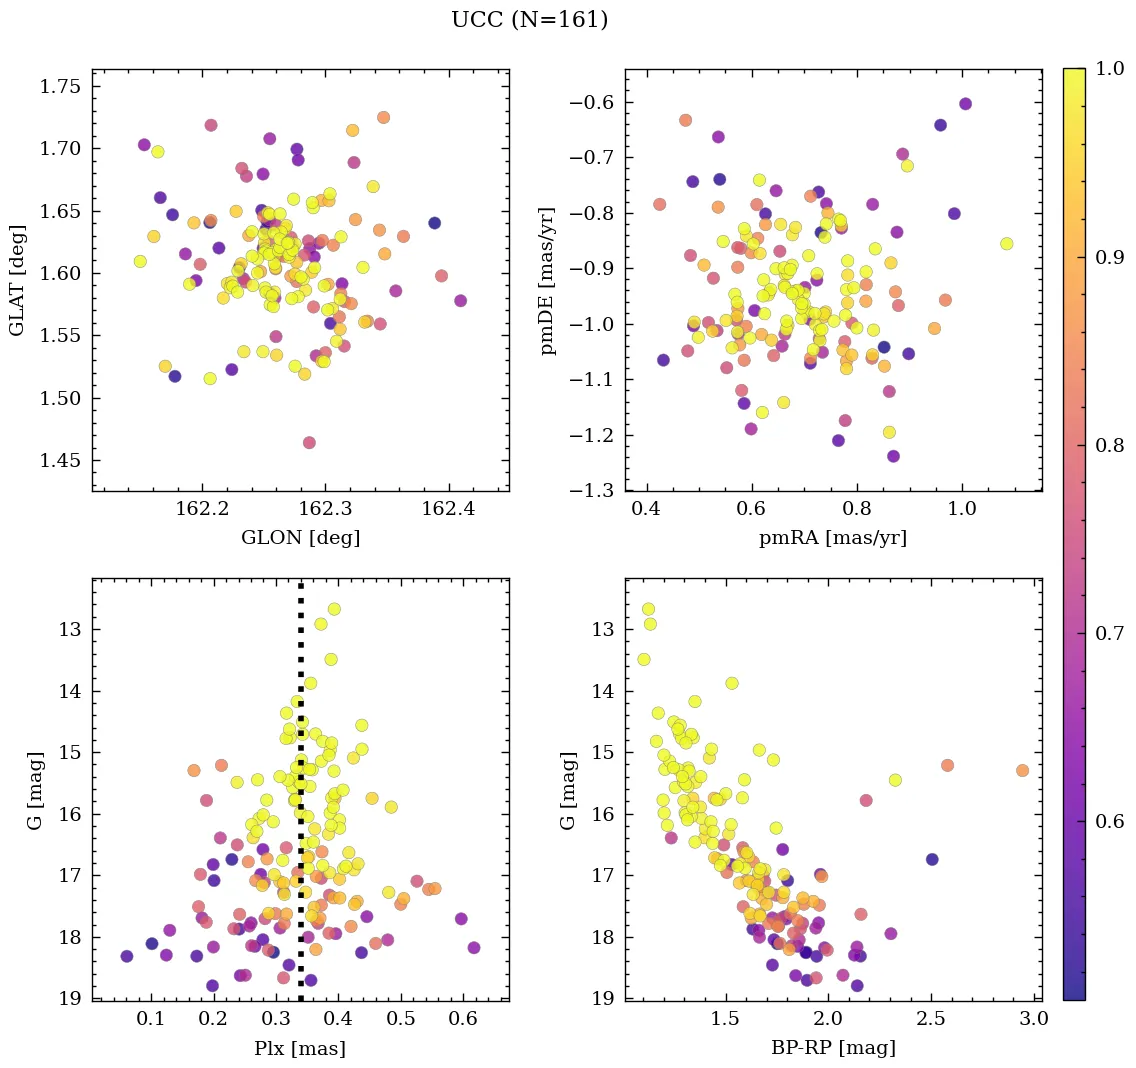 UCC (N=161)
1.75
1.70
1.65
1.60
1.55
1.50
1.45
GLAT [deg]
162.2 162.3 162.4
GLON [deg]
−0.6
−0.7
−0.8
−0.9
−1.0
−1.1
−1.2
−1.3
pmDE [mas/yr]
0.4 0.6 0.8 1.0
pmRA [mas/yr]
13
14
15
16
17
18
19
G [mag]
0.1 0.2 0.3 0.4 0.5 0.6
Plx [mas]
13
14
15
16
17
18
19
G [mag]
1.5 2.0 2.5 3.0
BP-RP [mag]
1.0
0.9
0.8
0.7
0.6